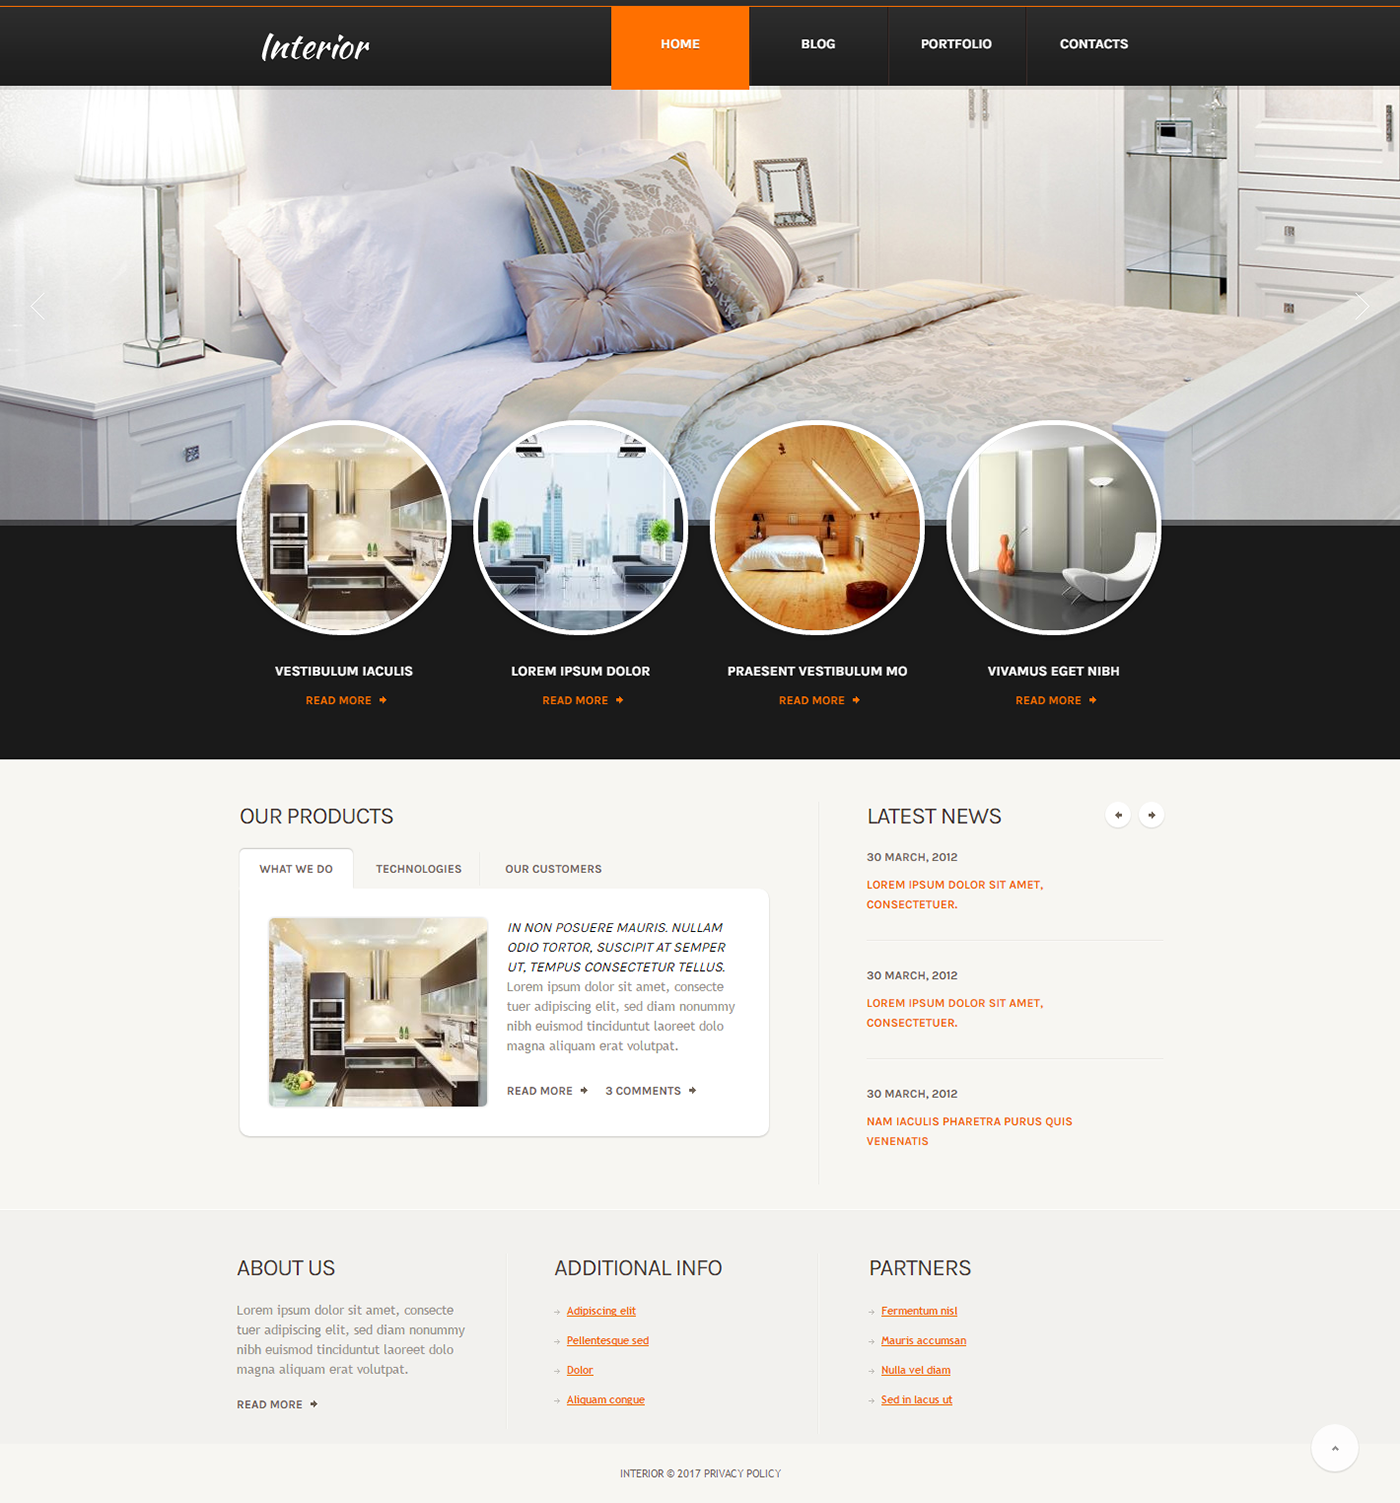 Interior
HOME
BLOG
PORTFOLIO
CONTACTS
VESTIBULUM IACULIS
READ MORE
LOREM IPSUM DOLOR
READ MORE
PRAESENT VESTIBULUM MO
READ MORE
VIVAMUS EGET NIBH
READ MORE
OUR PRODUCTS
WHAT WE DO
TECHNOLOGIES
OUR CUSTOMERS
IN NON POSUERE MAURIS. NULLAM
ODIO TORTOR, SUSCIPIT AT SEMPER
UT, TEMPUS CONSECTETUR TELLUS.
Lorem ipsum dolor sit amet, consecte
tuer adipiscing elit, sed diam nonummy
nibh euismod tinciduntut laoreet dolo
magna aliquam erat volutpat.
READ MORE
3 COMMENTS
LATEST NEWS
30 MARCH, 2012
LOREM IPSUM DOLOR SIT AMET,
CONSECTETUER.
30 MARCH, 2012
LOREM IPSUM DOLOR SIT AMET,
CONSECTETUER.
30 MARCH, 2012
NAM IACULIS PHARETRA PURUS QUIS
VENENATIS
ABOUT US
Lorem ipsum dolor sit amet, consecte
tuer adipiscing elit, sed diam nonummy
nibh euismod tinciduntut laoreet dolo
magna aliquam erat volutpat.
READ MORE
ADDITIONAL INFO
Adipiscing elit
Pellentesque sed
Dolor
Aliquam congue
PARTNERS
Fermentum nisl
Mauris accumsan
Nulla vel diam
Sed in lacus ut
INTERIOR © 2017 PRIVACY POLICY